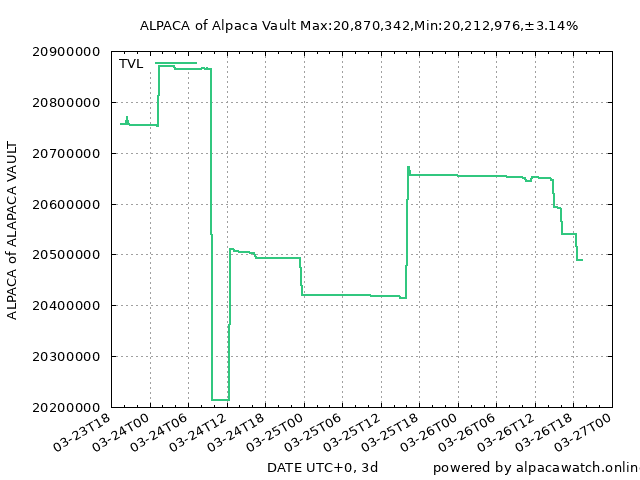 ALPACA of Alpaca Vault Max:20,870,342,Min:20,212,976,±3.14%
TVL
ALPACA of ALAPACA VAULT
20900000
20800000
20700000
20600000
20500000
20400000
20300000
20200000
03-23T18
03-24T00
03-24T06
03-24T12
03-24T18
03-25T00
03-25T06
03-25T12
03-25T18
03-26T00
03-26T06
03-26T12
03-26T18
03-27T00
DATE UTC+0, 3d
powered by alpacawatch.onlin